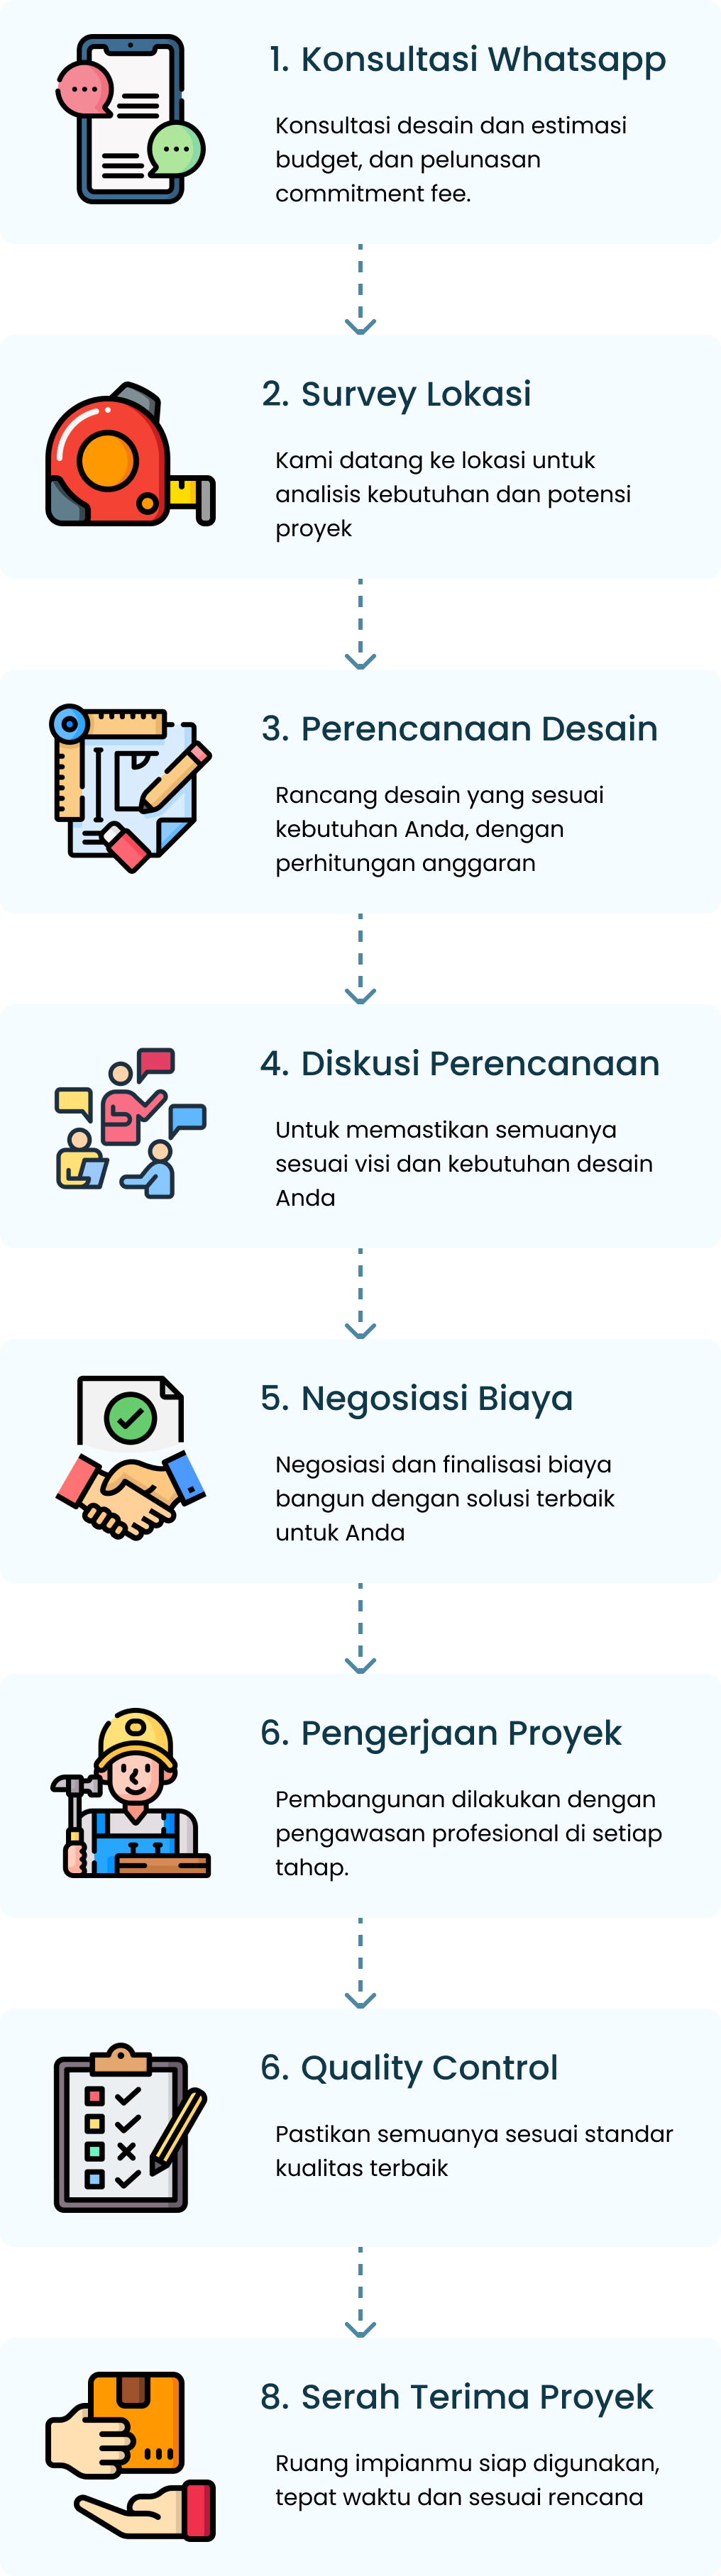 1. Konsultasi Whatsapp
Konsultasi desain dan estimasi
budget, dan pelunasan
commitment fee.
2. Survey Lokasi
Kami datang ke lokasi untuk
analisis kebutuhan dan potensi
proyek
3. Perencanaan Desain
Rancang desain yang sesuai
kebutuhan Anda, dengan
perhitungan anggaran
4. Diskusi Perencanaan
Untuk memastikan semuanya
sesuai visi dan kebutuhan desain
Anda
5. Negosiasi Biaya
Negosiasi dan finalisasi biaya
bangun dengan solusi terbaik
untuk Anda
6. Pengerjaan Proyek
Pembangunan dilakukan dengan
pengawasan profesional di setiap
tahap.
6. Quality Control
Pastikan semuanya sesuai standar
kualitas terbaik
8. Serah Terima Proyek
Ruang impianmu siap digunakan,
tepat waktu dan sesuai rencana